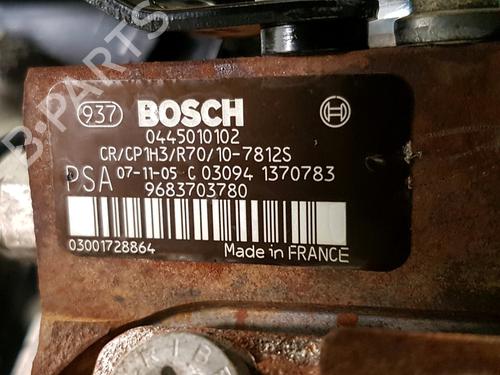 937 BOSCH
0445010102
CR/CP1H3/R70/10-7812S
PSA 07-11-05 C 03094 1370783
9683703780
03001728864 Made in FRANCE
B-PARTS